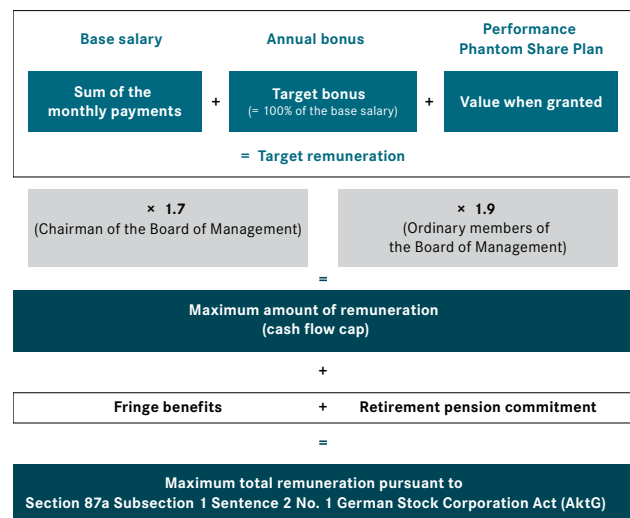 Base salary
Annual bonus
Performance
Phantom Share Plan
Sum of the
monthly payments
+
Target bonus
(= 100% of the base salary)
+
Value when granted
= Target remuneration
× 1.7
(Chairman of the Board of Management)
× 1.9
(Ordinary members of
the Board of Management)
=
Maximum amount of remuneration
(cash flow cap)
+
Fringe benefits + Retirement pension commitment
=
Maximum total remuneration pursuant to
Section 87a Subsection 1 Sentence 2 No. 1 German Stock Corporation Act (AktG)